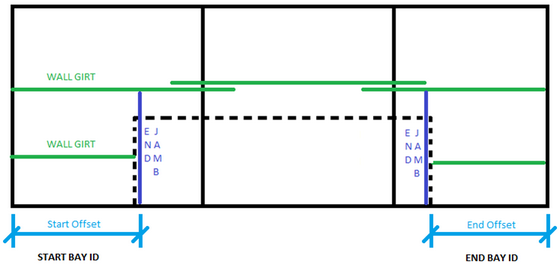 WALL GIRT
WALL GIRT
E J
N A
D M
B
E J
N A
D M
B
Start Offset
End Offset
START BAY ID
END BAY ID